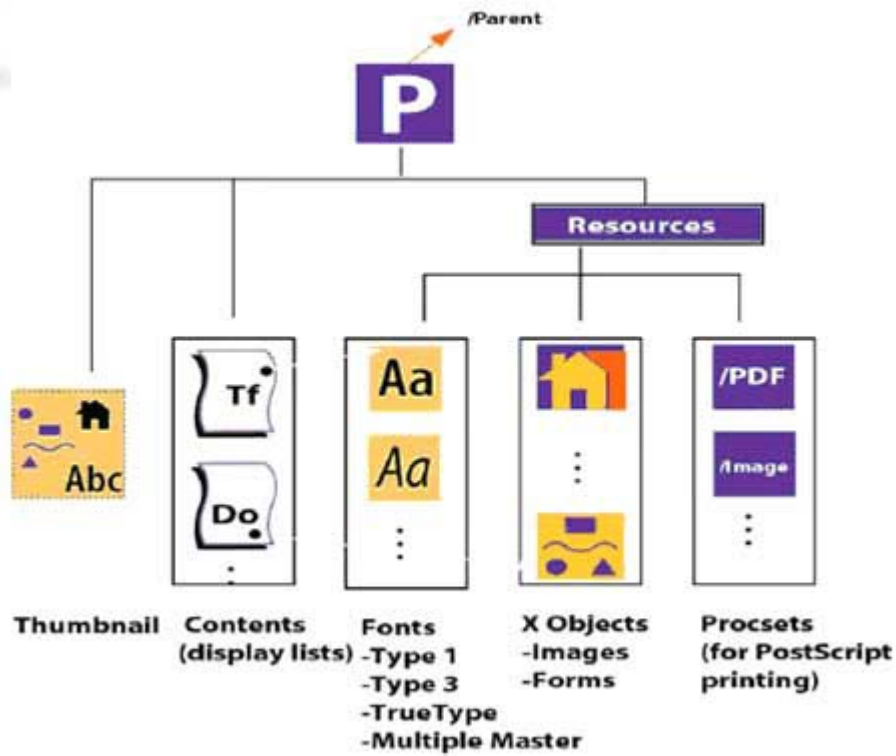 /Parent
P
Resources
Tf
Do
Aa
Aa
/PDF
/Image
Abc
Thumbnail
Contents
(display lists)
Fonts
-Type 1
-Type 3
-TrueType
-Multiple Master
X Objects
-Images
-Forms
Procsets
(for PostScript
printing)